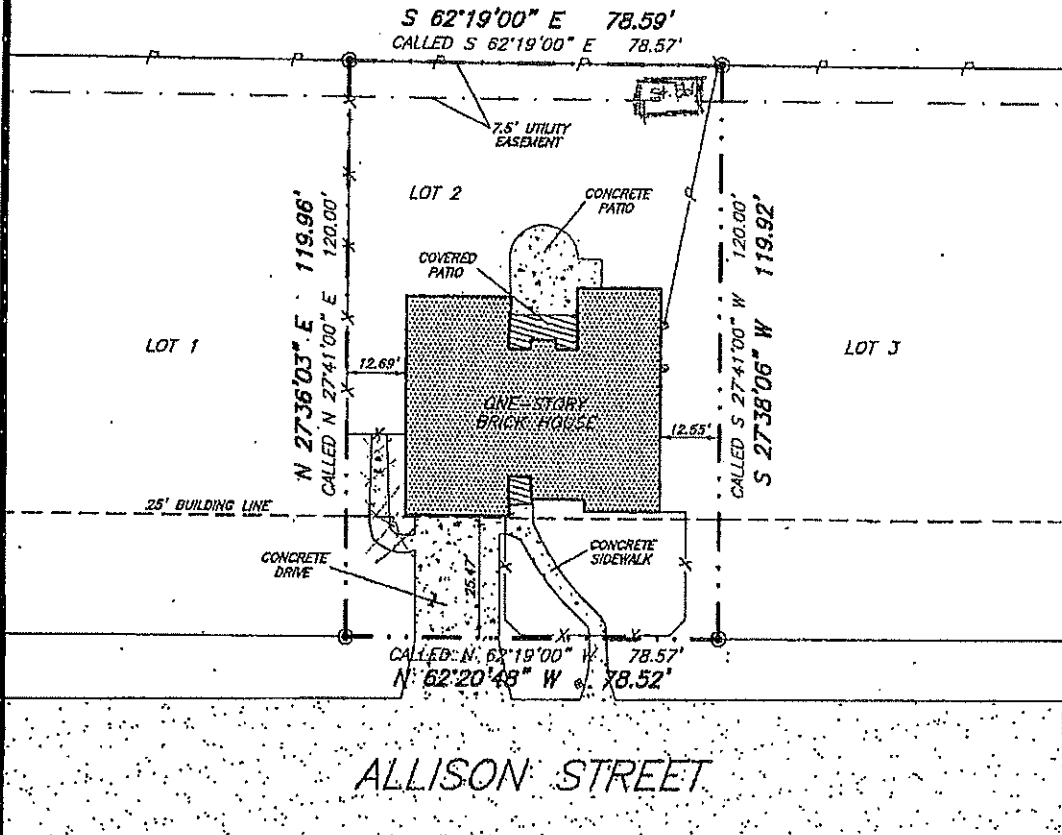 S 62°19'00" E 78.59'
CALLED S 62°19'00" E 78.57'
7.5' UTILITY
EASEMENT
LOT 2
CONCRETE
PATIO
COVERED
PATIO
N 27°36'03" E 119.96'
CALLED N 27°41'00" E 120.00'
CALLED S 27°41'00" W 120.00'
S 27°38'06" W 119.92'
LOT 1
LOT 3
12.69'
ONE-STORY
BRICK HOUSE
12.55'
25' BUILDING LINE
CONCRETE
DRIVE
25.47'
CONCRETE
SIDEWALK
CALLED N 62°19'00" W 78.57'
N 62°20'48" W 78.52'
ALLISON STREET